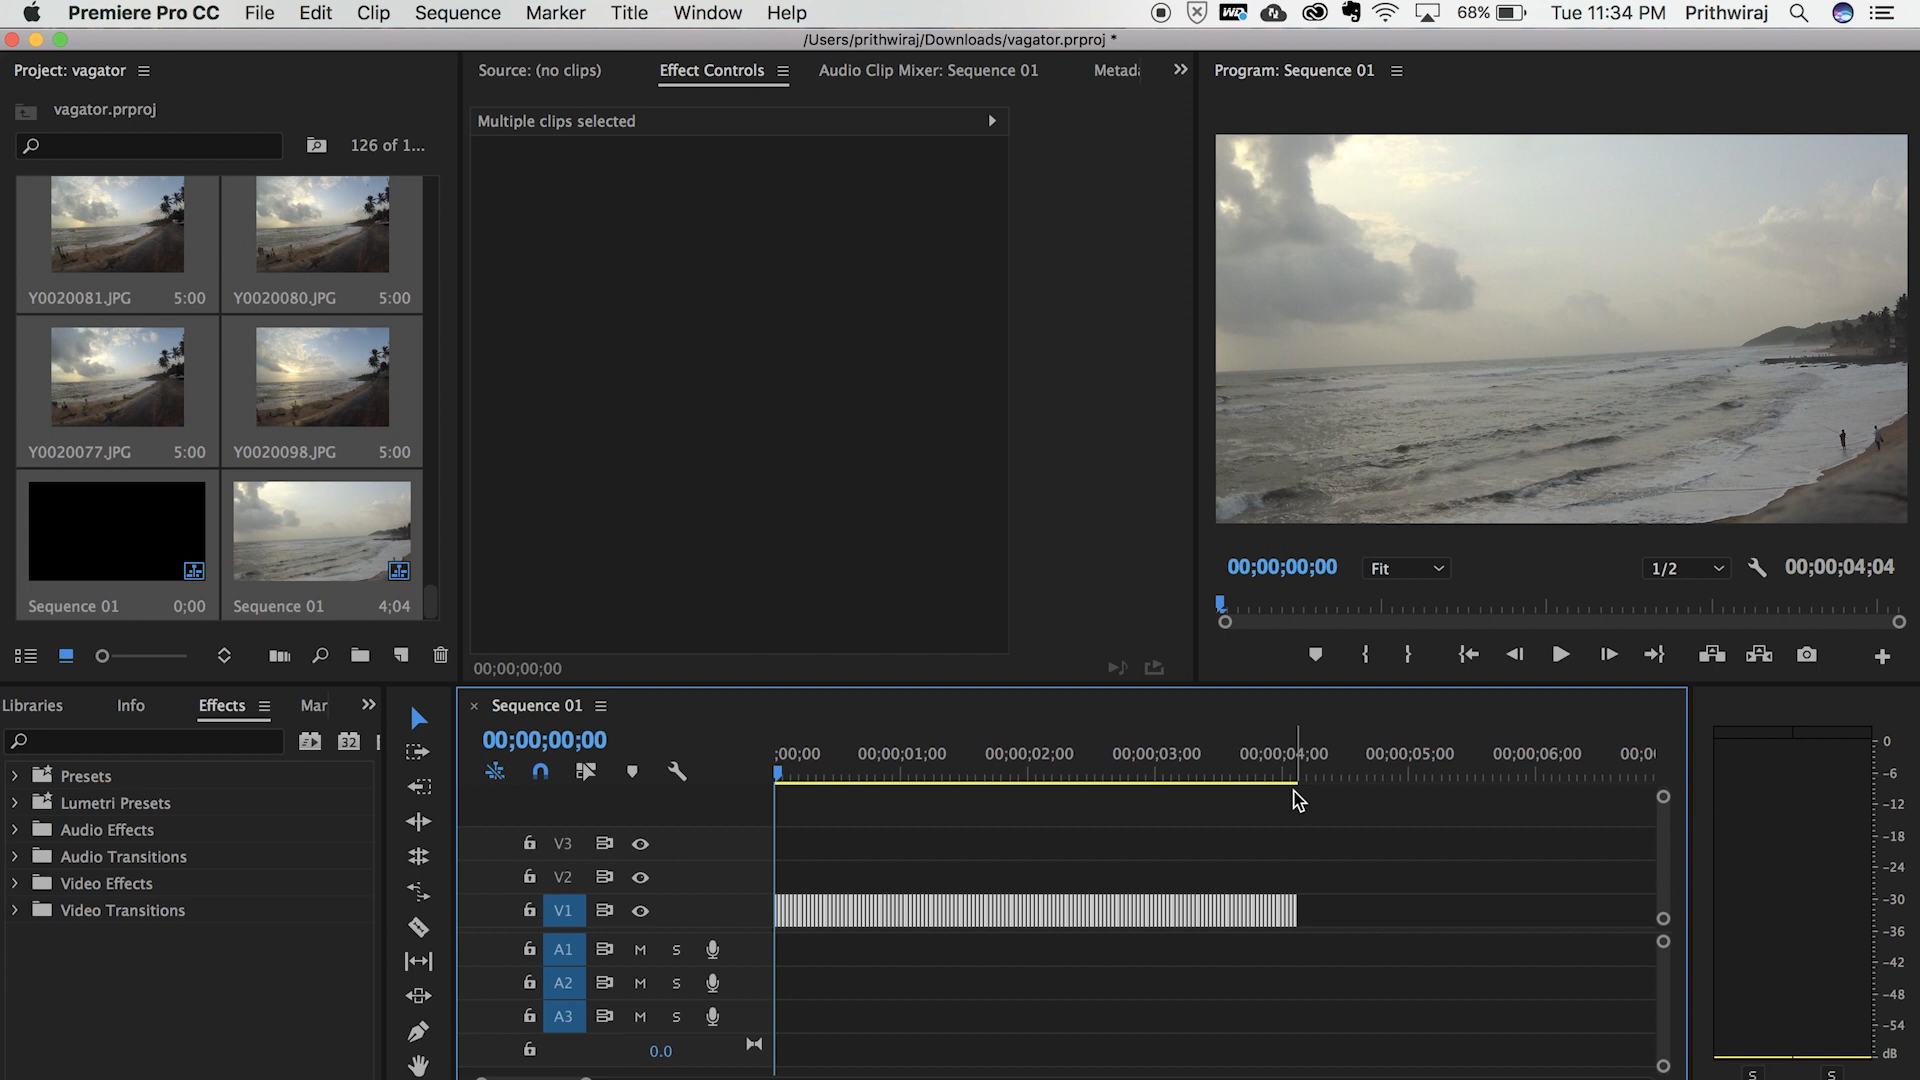 Premiere Pro CC File Edit Clip Sequence Marker Title Window Help 68% Tue 11:34 PM Prithwiraj
/Users/prithwiraj/Downloads/vagator.prproj *
Project: vagator
Source: (no clips) Effect Controls Audio Clip Mixer: Sequence 01 Metada
Program: Sequence 01
vagator.prproj
126 of 1...
Multiple clips selected
Y0020081.JPG 5:00 Y0020080.JPG 5:00
Y0020077.JPG 5:00 Y0020098.JPG 5:00
Sequence 01 0;00 Sequence 01 4;04
00;00;00;00
00;00;00;00 Fit 1/2 00;00;04;04
Libraries Info Effects Mar
32
Presets
Lumetri Presets
Audio Effects
Audio Transitions
Video Effects
Video Transitions
× Sequence 01
00;00;00;00
;00;00 00;00;01;00 00;00;02;00 00;00;03;00 00;00;04;00 00;00;05;00 00;00;06;00 00;0
V3
V2
V1
A1 M S
A2 M S
A3 M S
0.0
0
-6
-12
-18
-24
-30
-36
-42
-48
-54
dB
S S